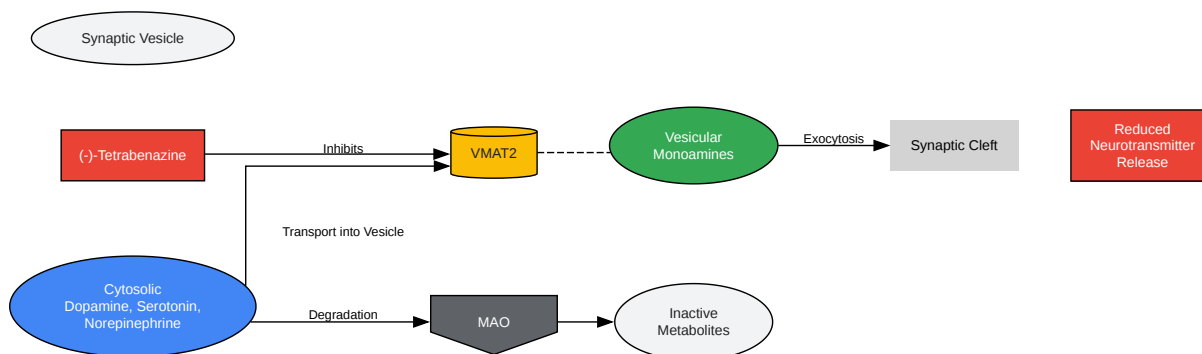 Synaptic Vesicle
(-)-Tetrabenazine
Inhibits
VMAT2
Vesicular
Monoamines
Exocytosis
Synaptic Cleft
Reduced
Neurotransmitter
Release
Transport into Vesicle
Cytosolic
Dopamine, Serotonin,
Norepinephrine
Degradation
MAO
Inactive
Metabolites